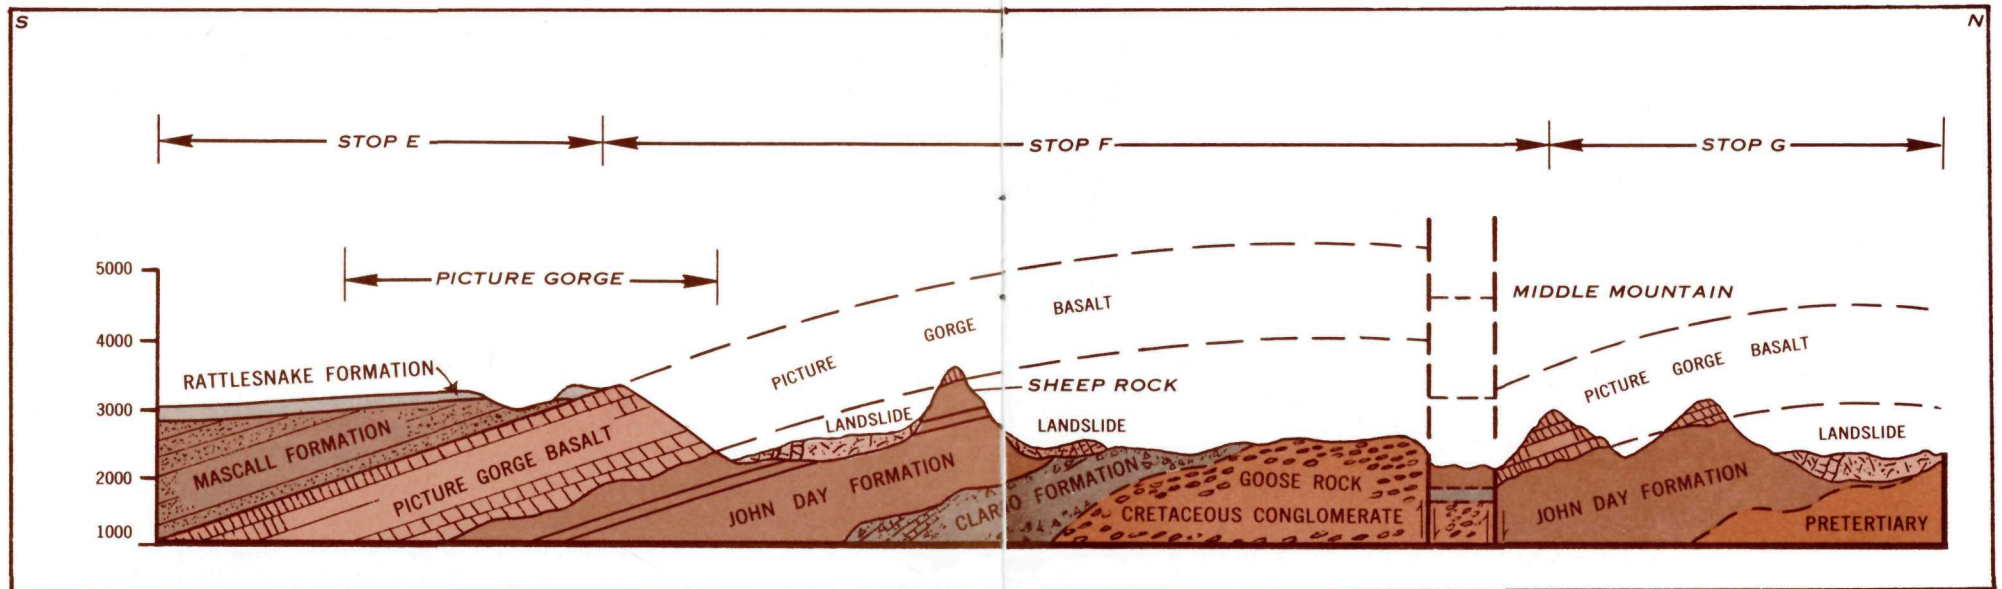 S
N
STOP E
STOP F
STOP G
PICTURE GORGE
5000
4000
3000
2000
1000
MIDDLE MOUNTAIN
PICTURE GORGE BASALT
PICTURE GORGE BASALT
RATTLESNAKE FORMATION
SHEEP ROCK
LANDSLIDE
LANDSLIDE
LANDSLIDE
MASCALL FORMATION
PICTURE GORGE BASALT
JOHN DAY FORMATION
CLARNO FORMATION
GOOSE ROCK
CRETACEOUS CONGLOMERATE
JOHN DAY FORMATION
PRETERTIARY